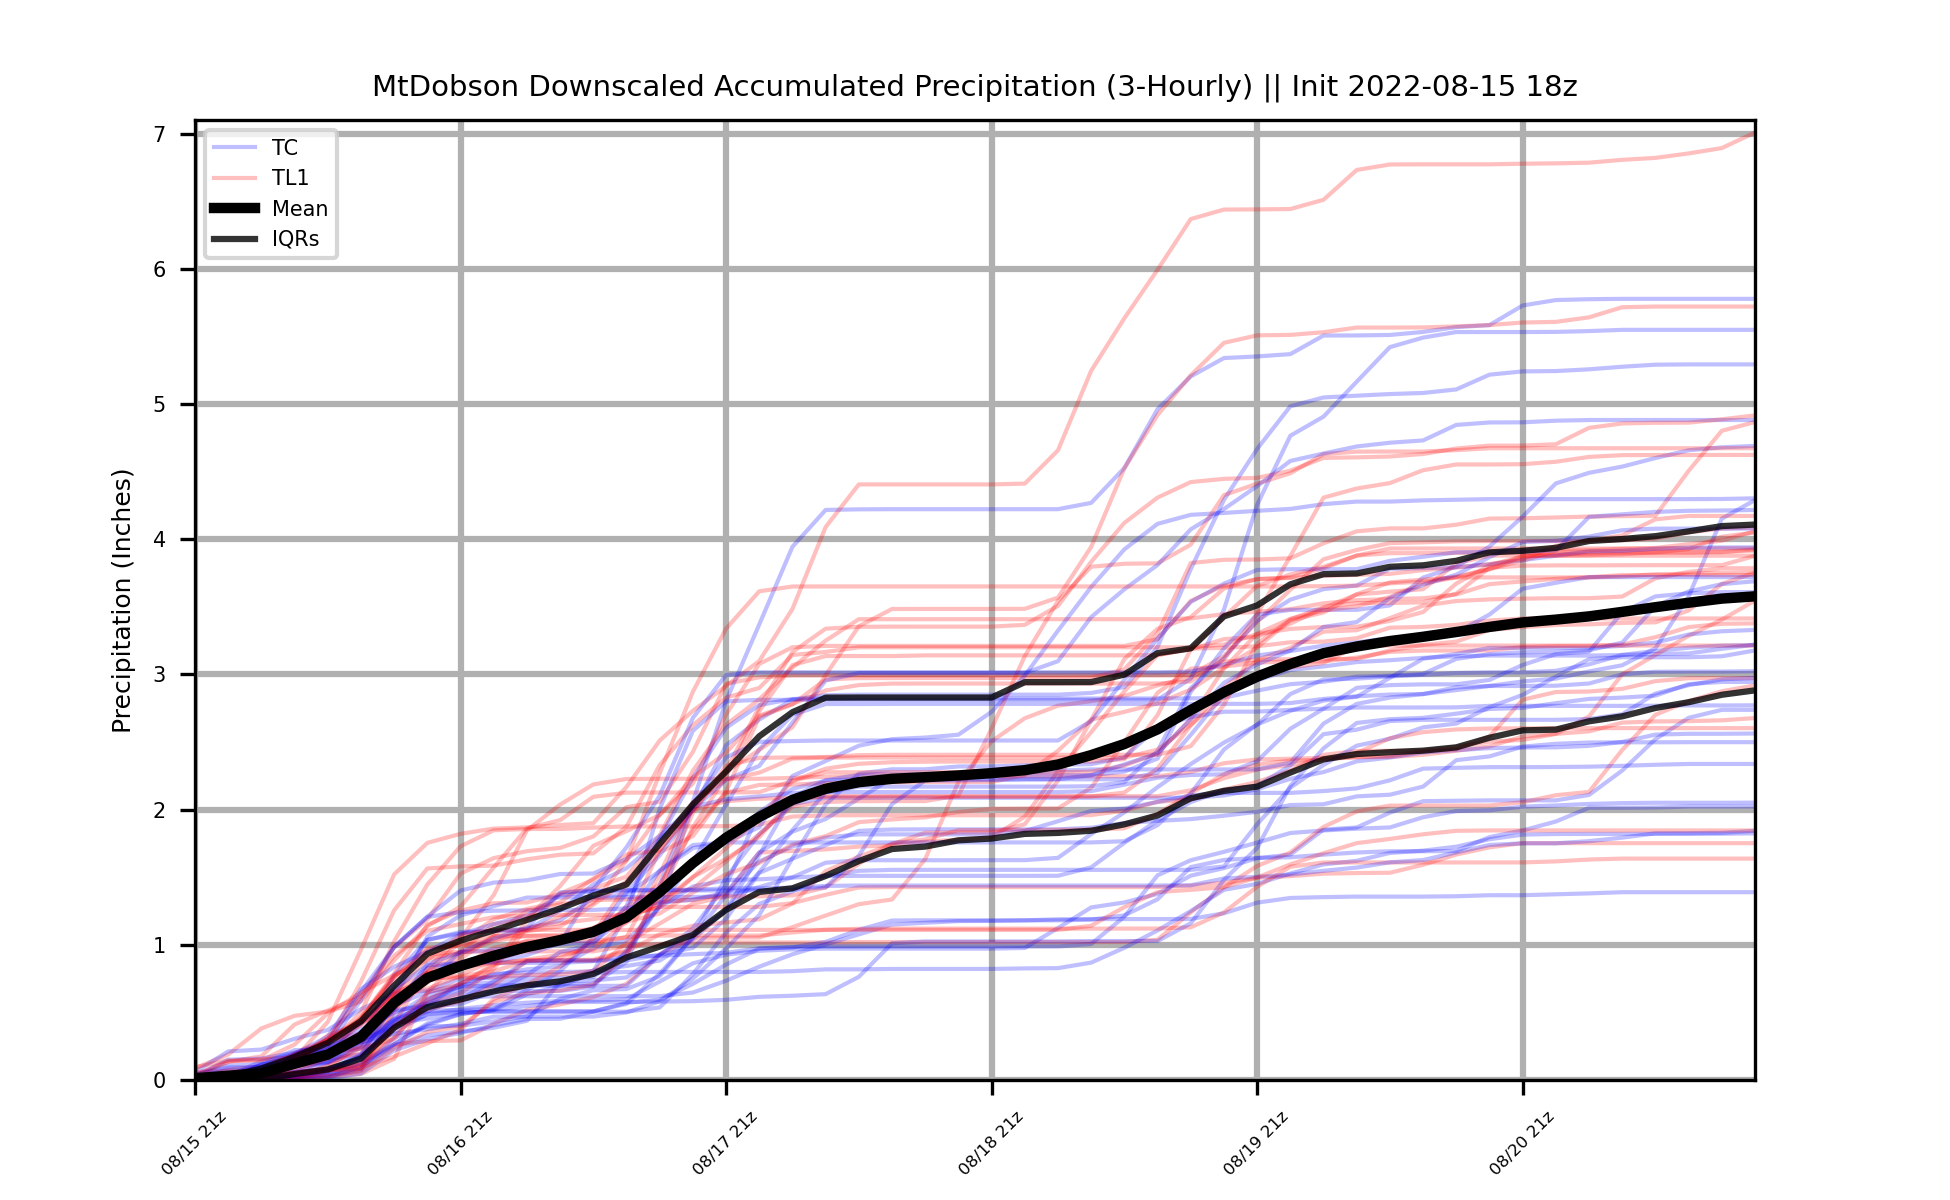 MtDobson Downscaled Accumulated Precipitation (3-Hourly) || Init 2022-08-15 18z
TC
TL1
Mean
IQRs
Precipitation (Inches)
7
6
5
4
3
2
1
0
08/15 21z
08/16 21z
08/17 21z
08/18 21z
08/19 21z
08/20 21z